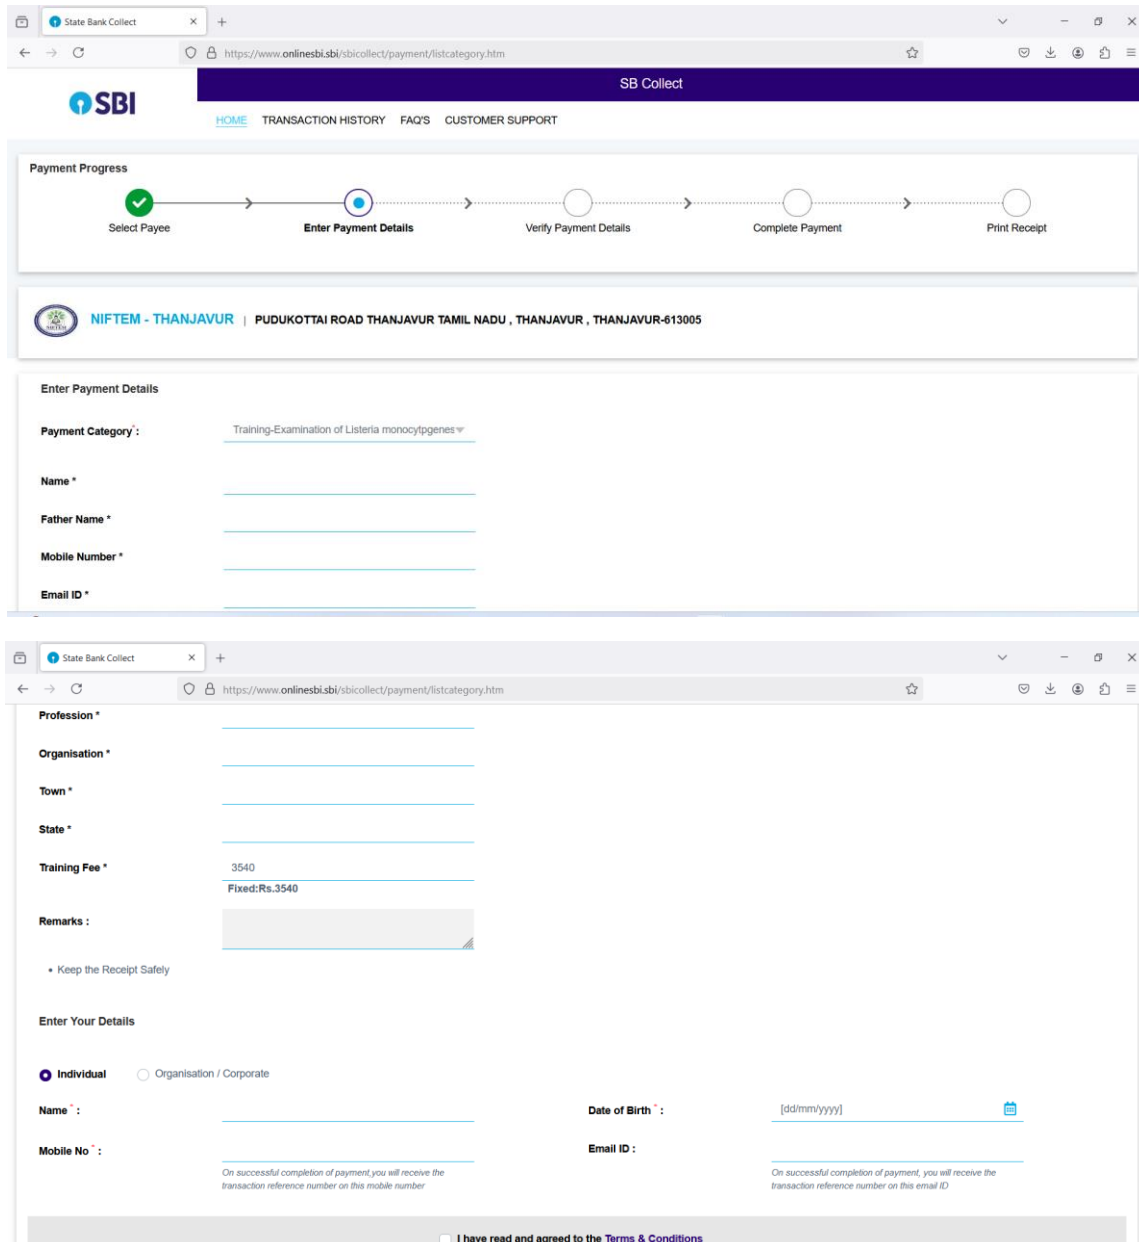 State Bank Collect
https://www.onlinesbi.sbi/sbicollect/payment/listcategory.htm
SBI
SB Collect
HOME TRANSACTION HISTORY FAQ'S CUSTOMER SUPPORT
Payment Progress
Select Payee Enter Payment Details Verify Payment Details Complete Payment Print Receipt
NIFTEM - THANJAVUR | PUDUKOTTAI ROAD THANJAVUR TAMIL NADU , THANJAVUR , THANJAVUR-613005
Enter Payment Details
Payment Category*: Training-Examination of Listeria monocytpgenes
Name *
Father Name *
Mobile Number *
Email ID *
State Bank Collect
https://www.onlinesbi.sbi/sbicollect/payment/listcategory.htm
Profession *
Organisation *
Town *
State *
Training Fee * 3540
Fixed:Rs.3540
Remarks :
• Keep the Receipt Safely
Enter Your Details
Individual Organisation / Corporate
Name * : Date of Birth * : [dd/mm/yyyy]
Mobile No * : Email ID :
On successful completion of payment,you will receive the On successful completion of payment, you will receive the
transaction reference number on this mobile number transaction reference number on this email ID
I have read and agreed to the Terms & Conditions